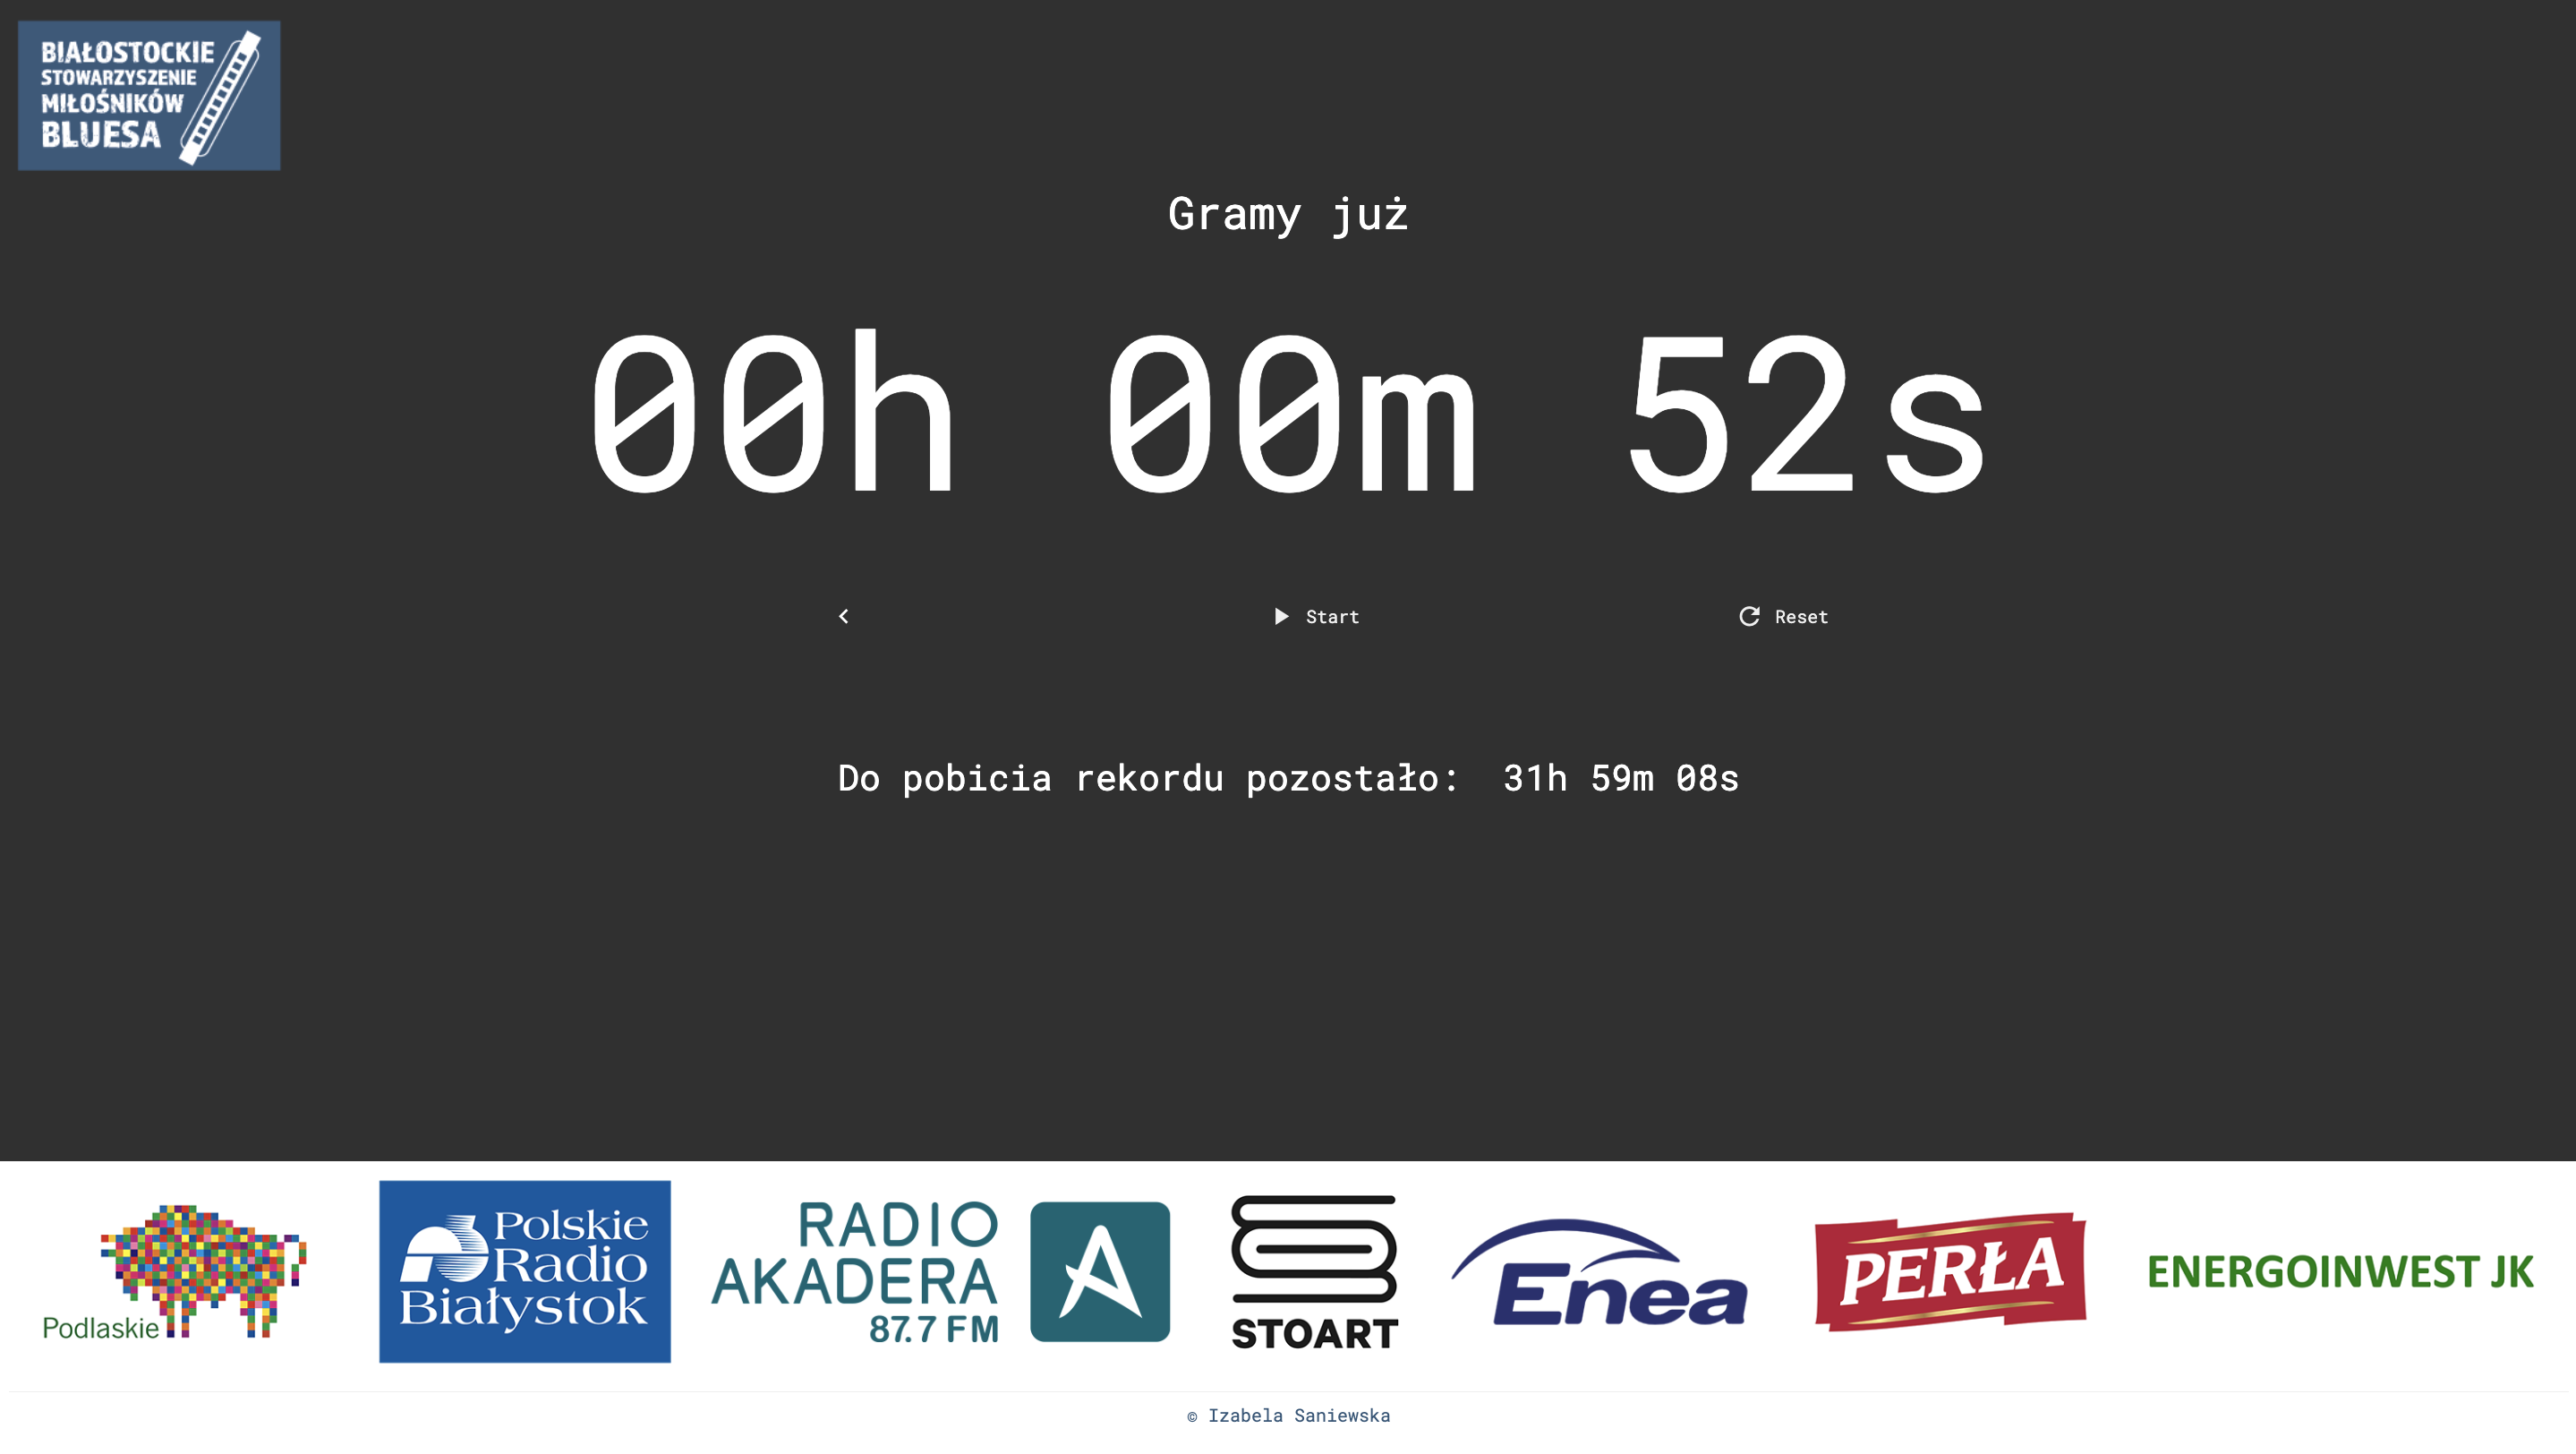 BIAŁOSTOCKIE
STOWARZYSZENIE
MIŁOŚNIKÓW
BLUESA
Gramy już
00h 00m 52s
Start
Reset
Do pobicia rekordu pozostało: 31h 59m 08s
Podlaskie
Polskie
Radio
Białystok
RADIO
AKADERA
87.7 FM
STOART
Enea
PERŁA
ENERGOINWEST JK
© Izabela Saniewska